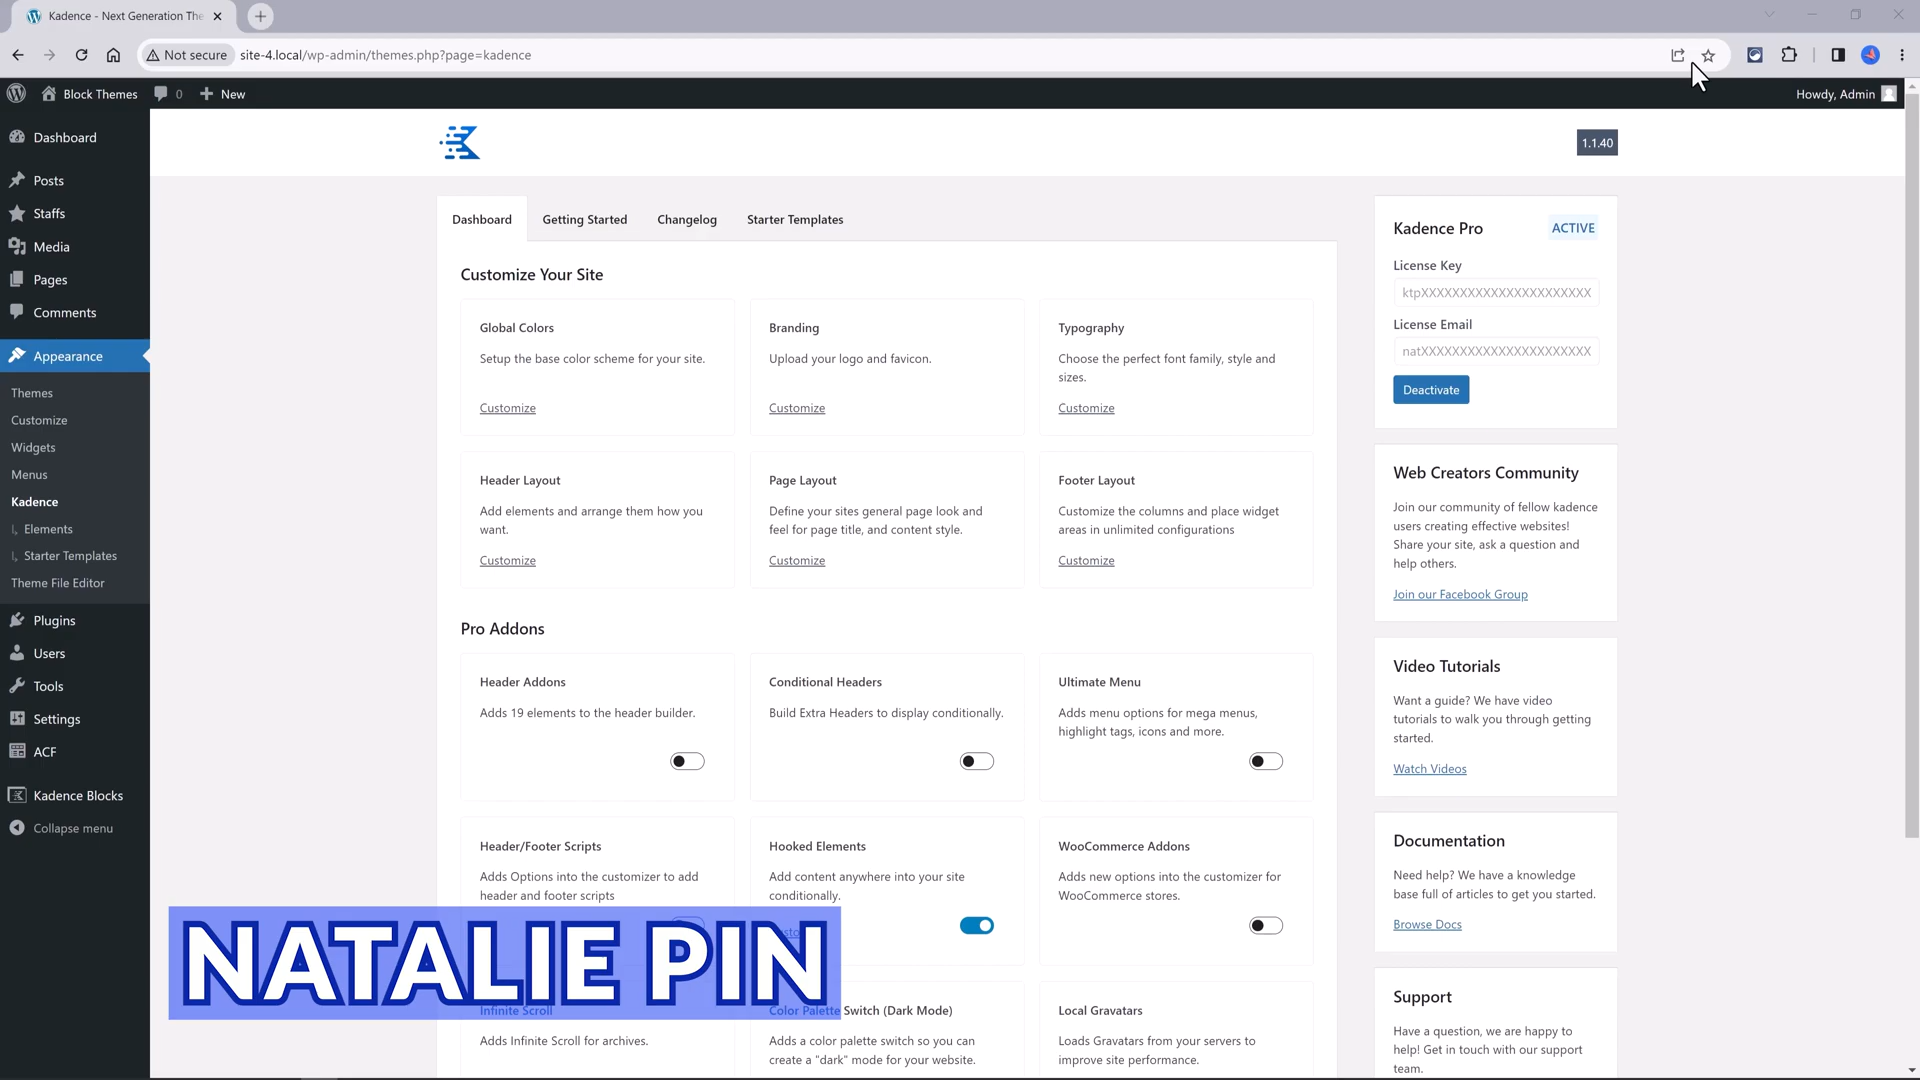 Kadence - Next Generation The
Not secure
site-4.local/wp-admin/themes.php?page=kadence
Block Themes
0
New
Howdy, Admin
Dashboard
Posts
Staffs
Media
Pages
Comments
Appearance
Themes
Customize
Widgets
Menus
Kadence
Elements
Starter Templates
Theme File Editor
Plugins
Users
Tools
Settings
ACF
Kadence Blocks
Collapse menu
1.1.40
Dashboard
Getting Started
Changelog
Starter Templates
Customize Your Site
Global Colors
Setup the base color scheme for your site.
Customize
Branding
Upload your logo and favicon.
Customize
Typography
Choose the perfect font family, style and
sizes.
Customize
Header Layout
Add elements and arrange them how you
want.
Customize
Page Layout
Define your sites general page look and
feel for page title, and content style.
Customize
Footer Layout
Customize the columns and place widget
areas in unlimited configurations
Customize
Pro Addons
Header Addons
Adds 19 elements to the header builder.
Conditional Headers
Build Extra Headers to display conditionally.
Ultimate Menu
Adds menu options for mega menus,
highlight tags, icons and more.
Header/Footer Scripts
Adds Options into the customizer to add
header and footer scripts
Hooked Elements
Add content anywhere into your site
conditionally.
WooCommerce Addons
Adds new options into the customizer for
WooCommerce stores.
NATALIE PIN
Infinite Scroll
Adds Infinite Scroll for archives.
Color Palette Switch (Dark Mode)
Adds a color palette switch so you can
create a "dark" mode for your website.
Local Gravatars
Loads Gravatars from your servers to
improve site performance.
Kadence Pro
ACTIVE
License Key
ktpXXXXXXXXXXXXXXXXXXXXXX
License Email
natXXXXXXXXXXXXXXXXXXXXXX
Deactivate
Web Creators Community
Join our community of fellow kadence
users creating effective websites!
Share your site, ask a question and
help others.
Join our Facebook Group
Video Tutorials
Want a guide? We have video
tutorials to walk you through getting
started.
Watch Videos
Documentation
Need help? We have a knowledge
base full of articles to get you started.
Browse Docs
Support
Have a question, we are happy to
help! Get in touch with our support
team.